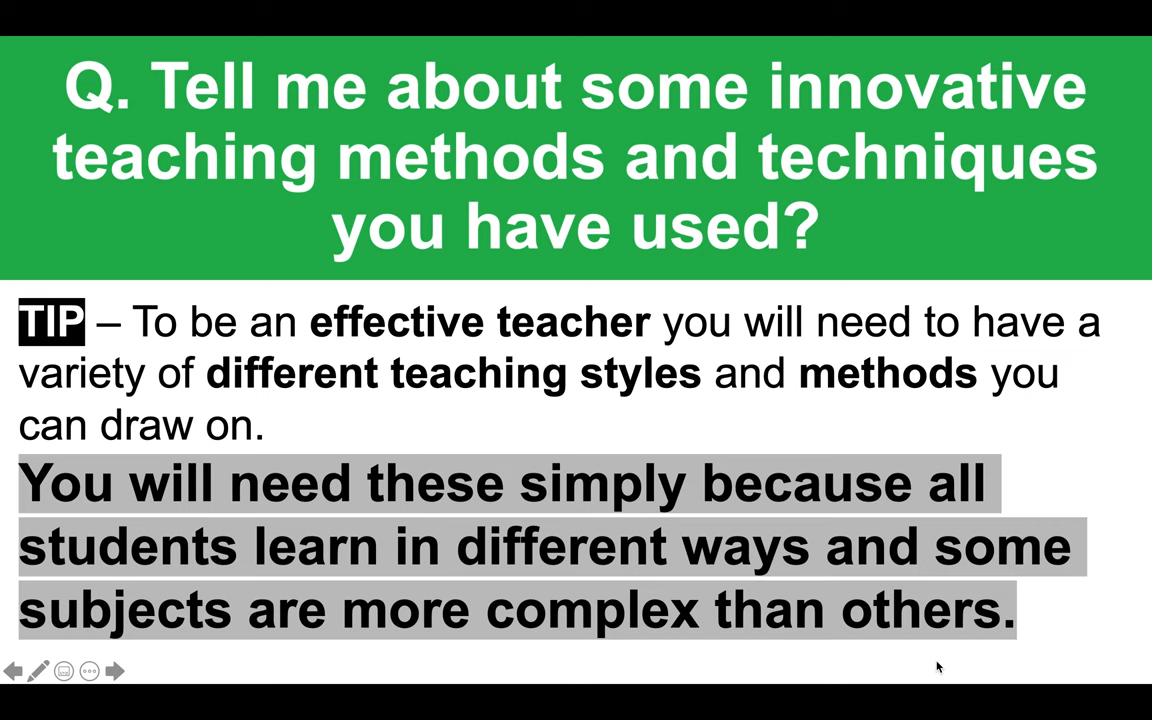 Q. Tell me about some innovative
teaching methods and techniques
you have used?
TIP – To be an effective teacher you will need to have a
variety of different teaching styles and methods you
can draw on.
You will need these simply because all
students learn in different ways and some
subjects are more complex than others.